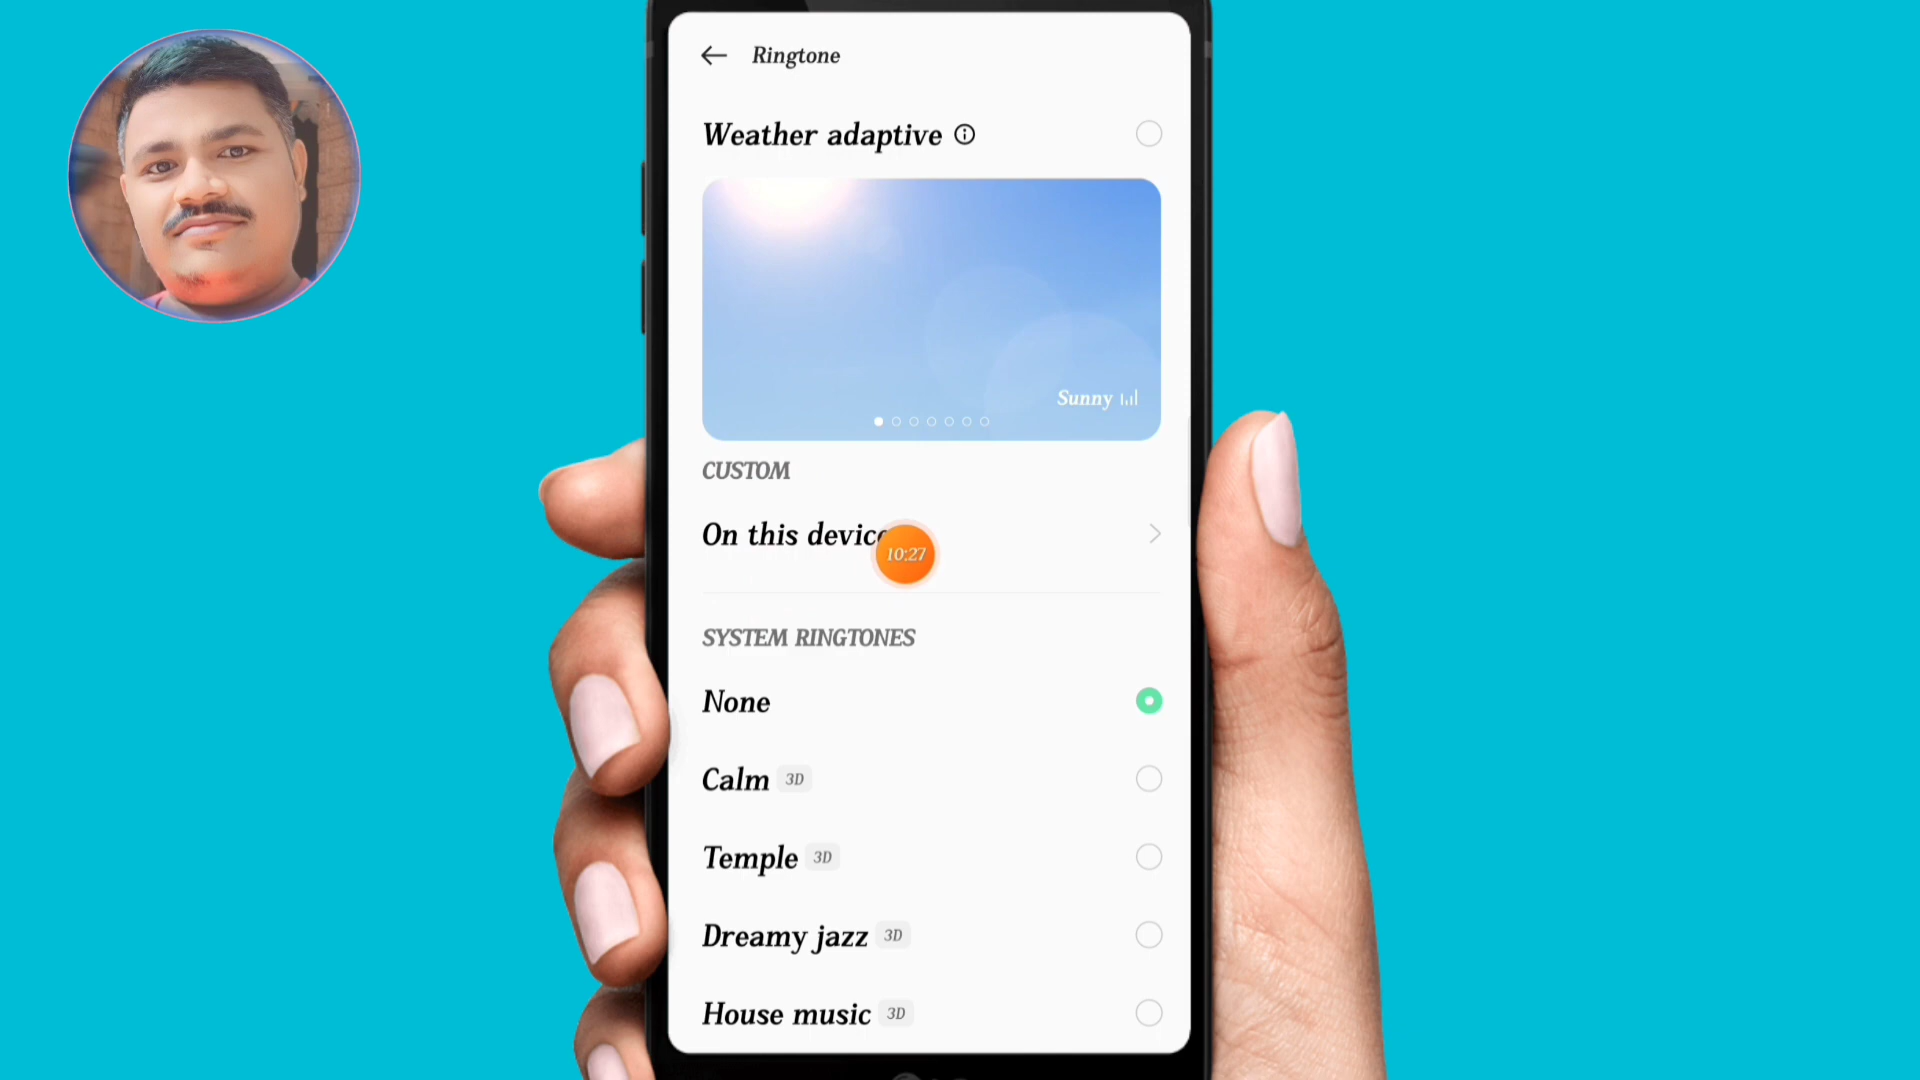 Ringtone
Weather adaptive
Sunny
CUSTOM
On this device
10:27
SYSTEM RINGTONES
None
Calm 3D
Temple 3D
Dreamy jazz 3D
House music 3D